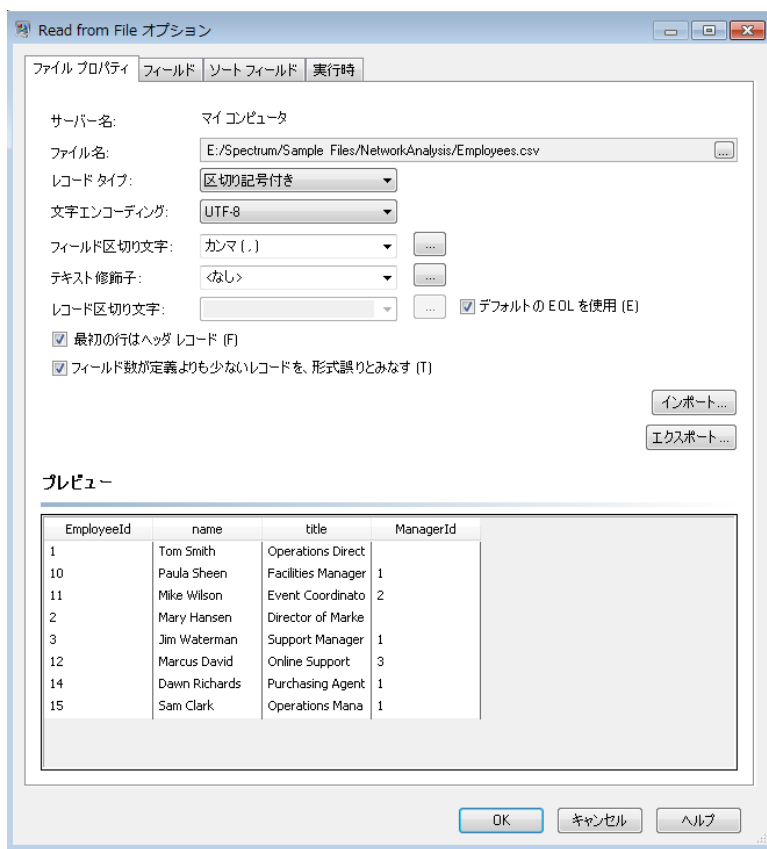 Read from File オプション
ファイル プロパティ フィールド ソート フィールド 実行時
サーバー名: マイ コンピュータ
ファイル名: E:/Spectrum/Sample Files/NetworkAnalysis/Employees.csv ...
レコード タイプ: 区切り記号付き
文字エンコーディング: UTF-8
フィールド区切り文字: カンマ (,) ...
テキスト修飾子: <なし> ...
レコード区切り文字: ... デフォルトの EOL を使用 (E)
最初の行はヘッダ レコード (F)
フィールド数が定義よりも少ないレコードを、形式誤りとみなす (T)
インポート...
エクスポート...
プレビュー
EmployeeId name title ManagerId
1 Tom Smith Operations Direct
10 Paula Sheen Facilities Manager 1
11 Mike Wilson Event Coordinato 2
2 Mary Hansen Director of Marke
3 Jim Waterman Support Manager 1
12 Marcus David Online Support 3
14 Dawn Richards Purchasing Agent 1
15 Sam Clark Operations Mana 1
OK キャンセル ヘルプ